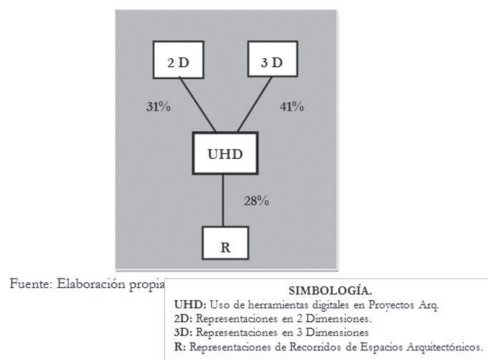 2 D
3 D
31%
41%
UHD
28%
R
Fuente: Elaboración propia
SIMBOLOGÍA.
UHD: Uso de herramientas digitales en Proyectos Arq.
2D: Representaciones en 2 Dimensiones.
3D: Representaciones en 3 Dimensiones
R: Representaciones de Recorridos de Espacios Arquitectónicos.